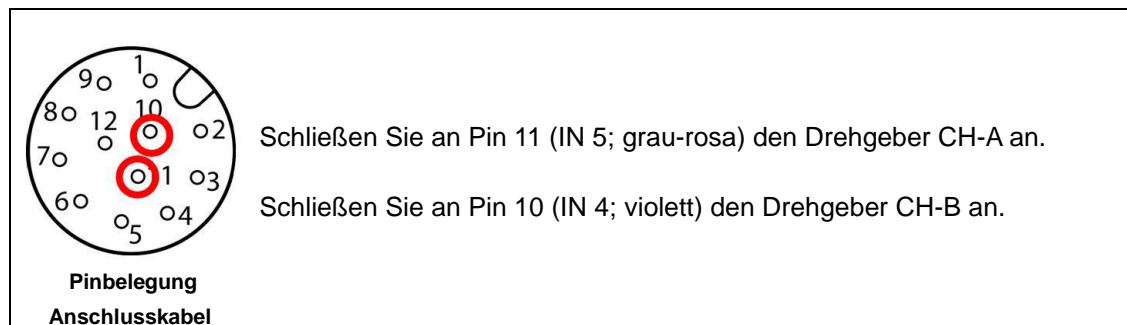 9 1
8 12 10 2
7
11 3
6 4
5
Schließen Sie an Pin 11 (IN 5; grau-rosa) den Drehgeber CH-A an.
Schließen Sie an Pin 10 (IN 4; violett) den Drehgeber CH-B an.
Pinbelegung
Anschlusskabel